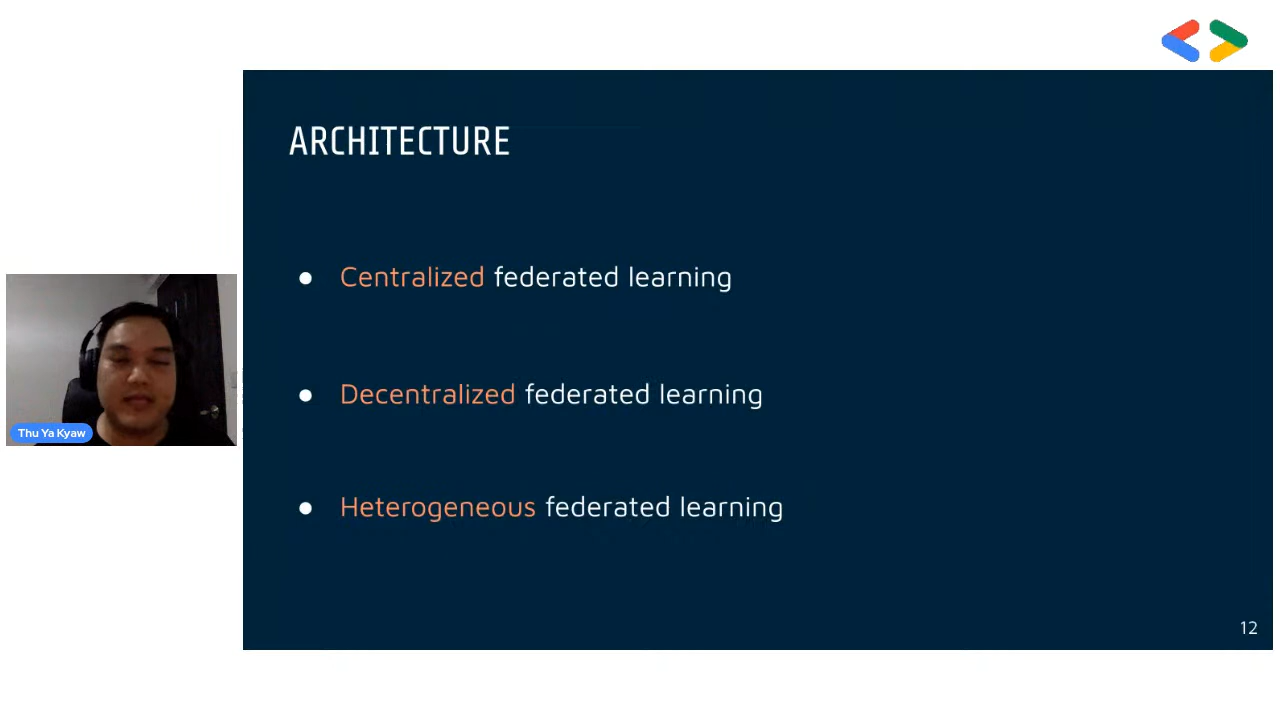 ARCHITECTURE
● Centralized federated learning
● Decentralized federated learning
● Heterogeneous federated learning
Thu Ya Kyaw
12